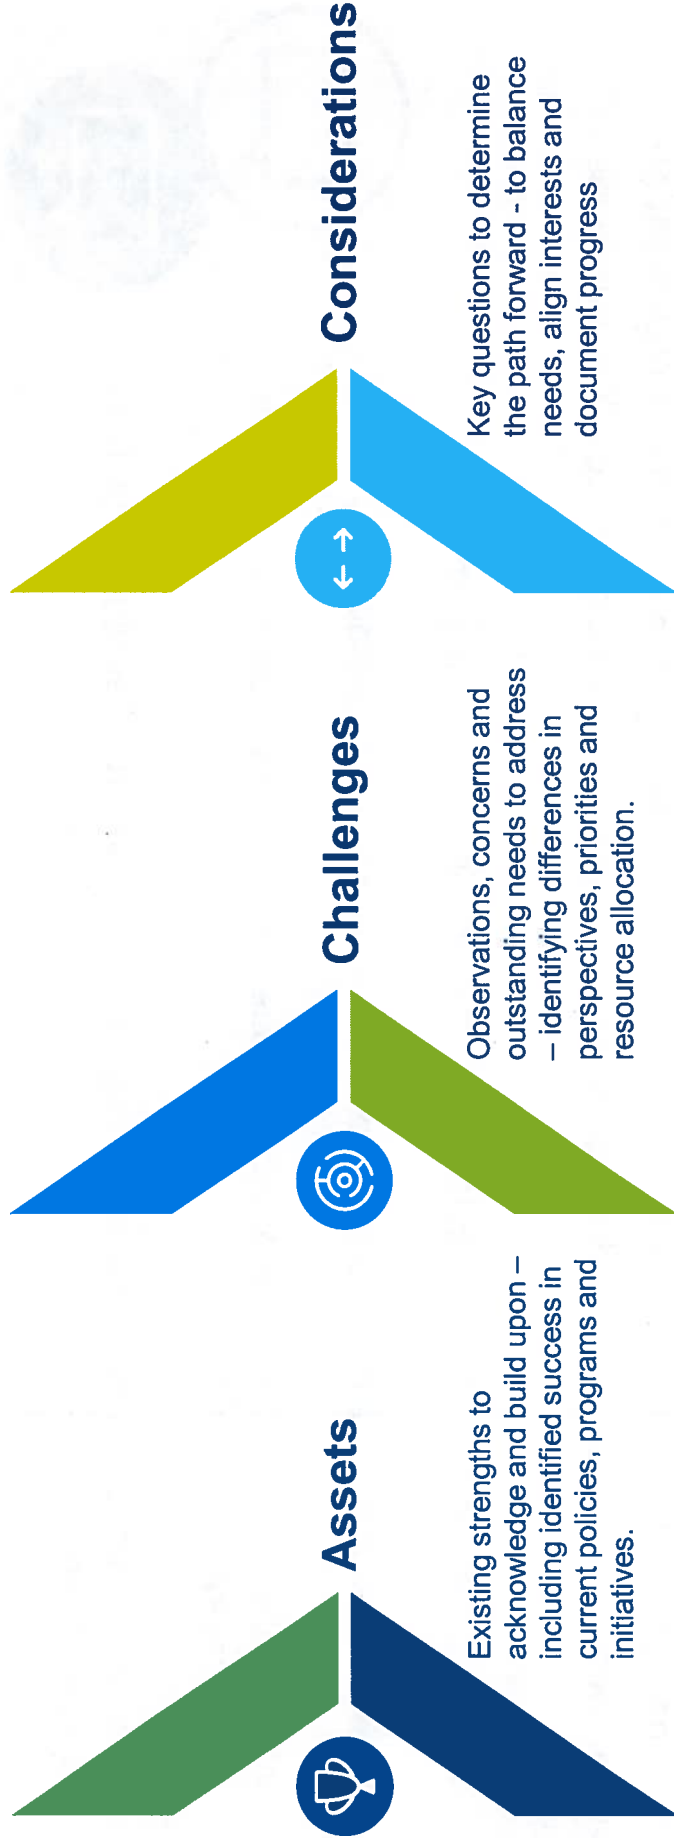 Assets
Existing strengths to
acknowledge and build upon –
including identified success in
current policies, programs and
initiatives.
Challenges
Observations, concerns and
outstanding needs to address
– identifying differences in
perspectives, priorities and
resource allocation.
Considerations
Key questions to determine
the path forward - to balance
needs, align interests and
document progress